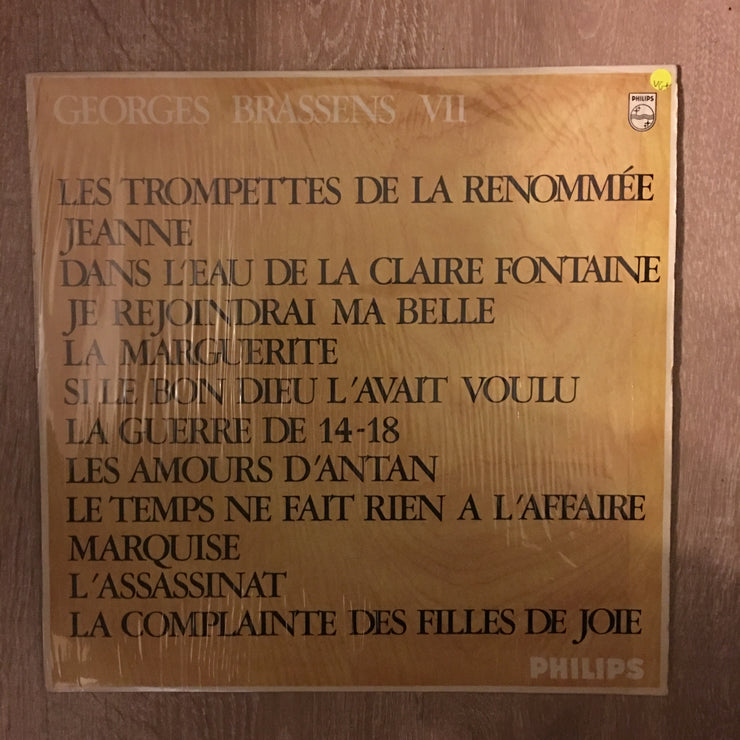 GEORGES BRASSENS VII
VG+
PHILIPS
LES TROMPETTES DE LA RENOMMÉE
JEANNE
DANS L'EAU DE LA CLAIRE FONTAINE
JE REJOINDRAI MA BELLE
LA MARGUERITE
SI LE BON DIEU L'AVAIT VOULU
LA GUERRE DE 14-18
LES AMOURS D'ANTAN
LE TEMPS NE FAIT RIEN A L'AFFAIRE
MARQUISE
L'ASSASSINAT
LA COMPLAINTE DES FILLES DE JOIE
PHILIPS